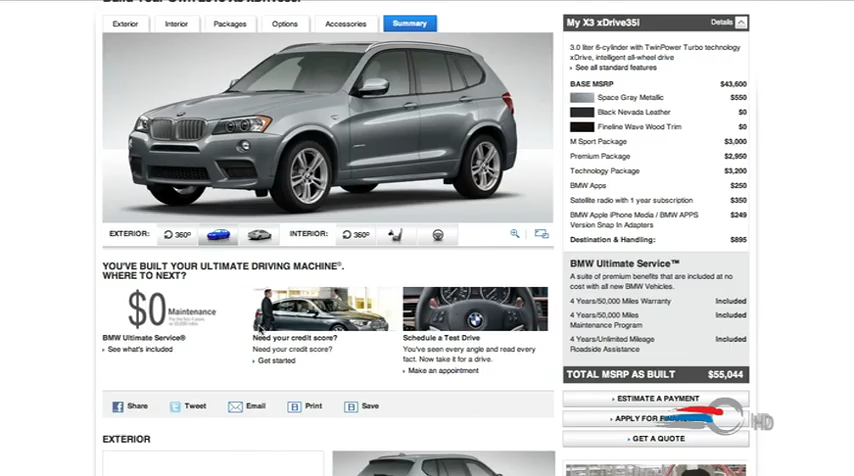 Exterior
Interior
Packages
Options
Accessories
Summary
EXTERIOR:
360°
INTERIOR:
360°
YOU'VE BUILT YOUR ULTIMATE DRIVING MACHINE®.
WHERE TO NEXT?
$0 Maintenance
BMW Ultimate Service®
› See what's included
Need your credit score?
Need your credit score?
› Get started
Schedule a Test Drive
You've seen every angle and read every
fact. Now take it for a drive.
› Make an appointment
Share
Tweet
Email
Print
Save
EXTERIOR
My X3 xDrive35i
Details
3.0 liter 6-cylinder with TwinPower Turbo technology
xDrive, intelligent all-wheel drive
› See all standard features
BASE MSRP $43,600
Space Gray Metallic $550
Black Nevada Leather $0
Fineline Wave Wood Trim $0
M Sport Package $3,000
Premium Package $2,950
Technology Package $3,200
BMW Apps $250
Satellite radio with 1 year subscription $350
BMW Apple iPhone Media / BMW APPS $249
Version Snap In Adapters
Destination & Handling: $895
BMW Ultimate Service™
A suite of premium benefits that are included at no
cost with all new BMW Vehicles.
4 Years/50,000 Miles Warranty Included
4 Years/50,000 Miles Included
Maintenance Program
4 Years/Unlimited Mileage Included
Roadside Assistance
TOTAL MSRP AS BUILT $55,044
› ESTIMATE A PAYMENT
› APPLY FOR
› GET A QUOTE
HD